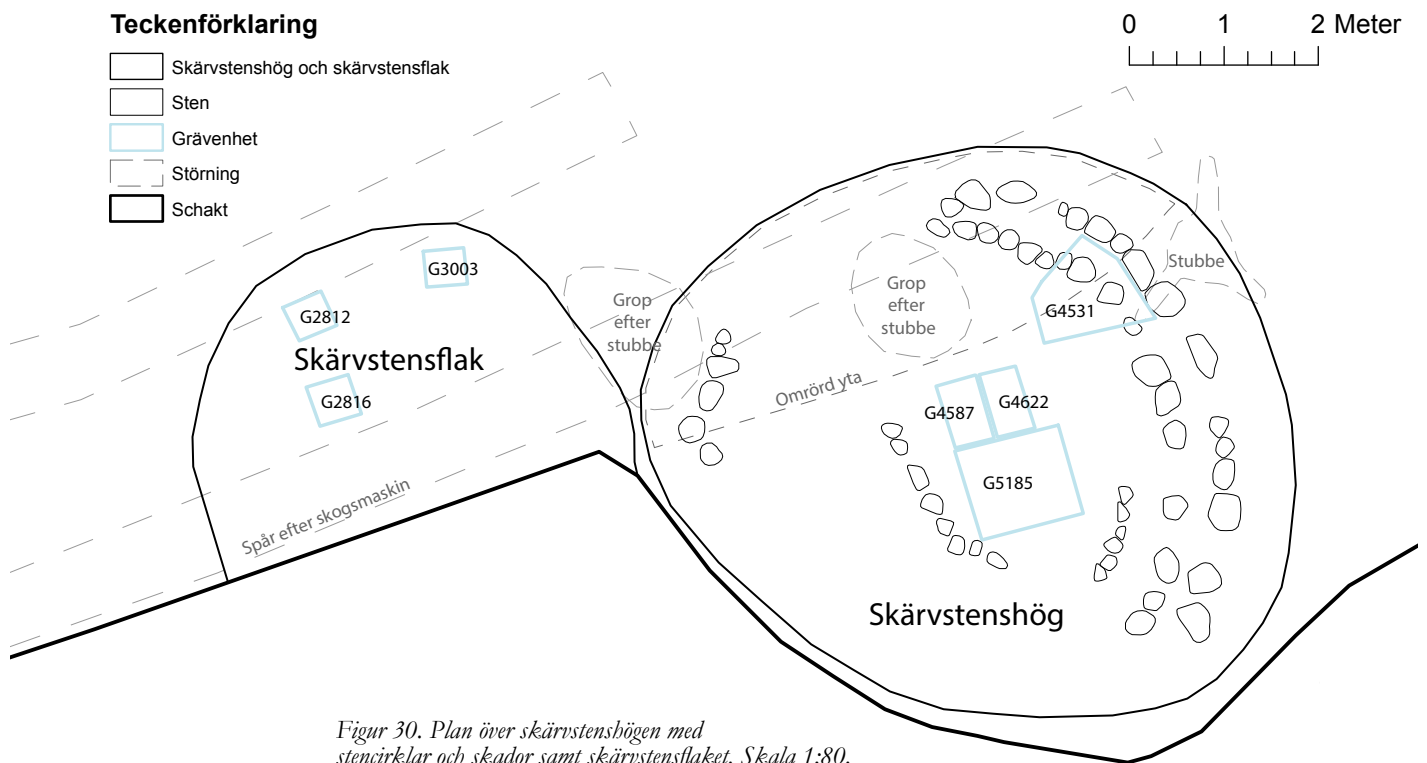 Teckenförklaring
Skärvstenshög och skärvstensflak
Sten
Grävenhet
Störning
Schakt
0 1 2 Meter
G3003
G2812
Skärvstensflak
G2816
Grop
efter
stubbe
Grop
efter
stubbe
Stubbe
G4531
Omrörd yta
G4587
G4622
G5185
Spår efter skogsmaskin
Skärvstenshög
Figur 30. Plan över skärvstenshögen med
stencirklar och skador samt skärvstensflaket. Skala 1:80.